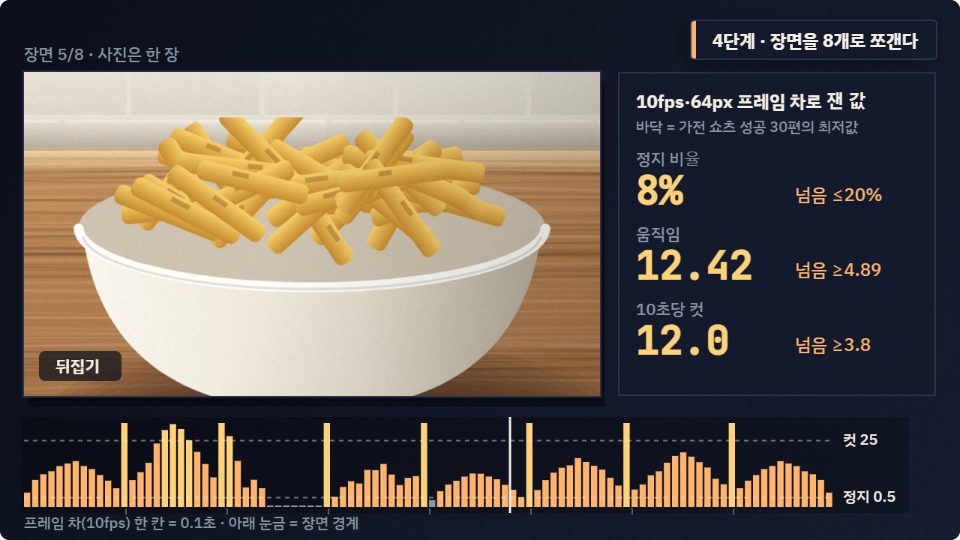 장면 5/8 · 사진은 한 장
4단계 · 장면을 8개로 쪼갠다
뒤집기
10fps·64px 프레임 차로 잰 값
바닥 = 가전 쇼츠 성공 30편의 최저값
정지 비율
8%
넘음 ≤20%
움직임
12.42
넘음 ≥4.89
10초당 컷
12.0
넘음 ≥3.8
컷 25
정지 0.5
프레임 차(10fps) 한 칸 = 0.1초 · 아래 눈금 = 장면 경계